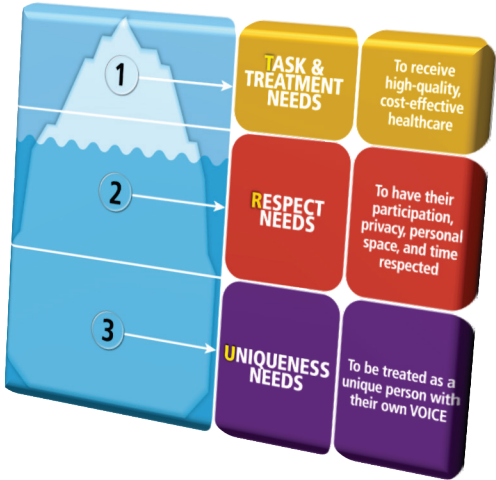 1
TASK &
TREATMENT
NEEDS
To receive
high-quality,
cost-effective
healthcare
2
RESPECT
NEEDS
To have their
participation,
privacy, personal
space, and time
respected
3
UNIQUENESS
NEEDS
To be treated as a
unique person with
their own VOICE